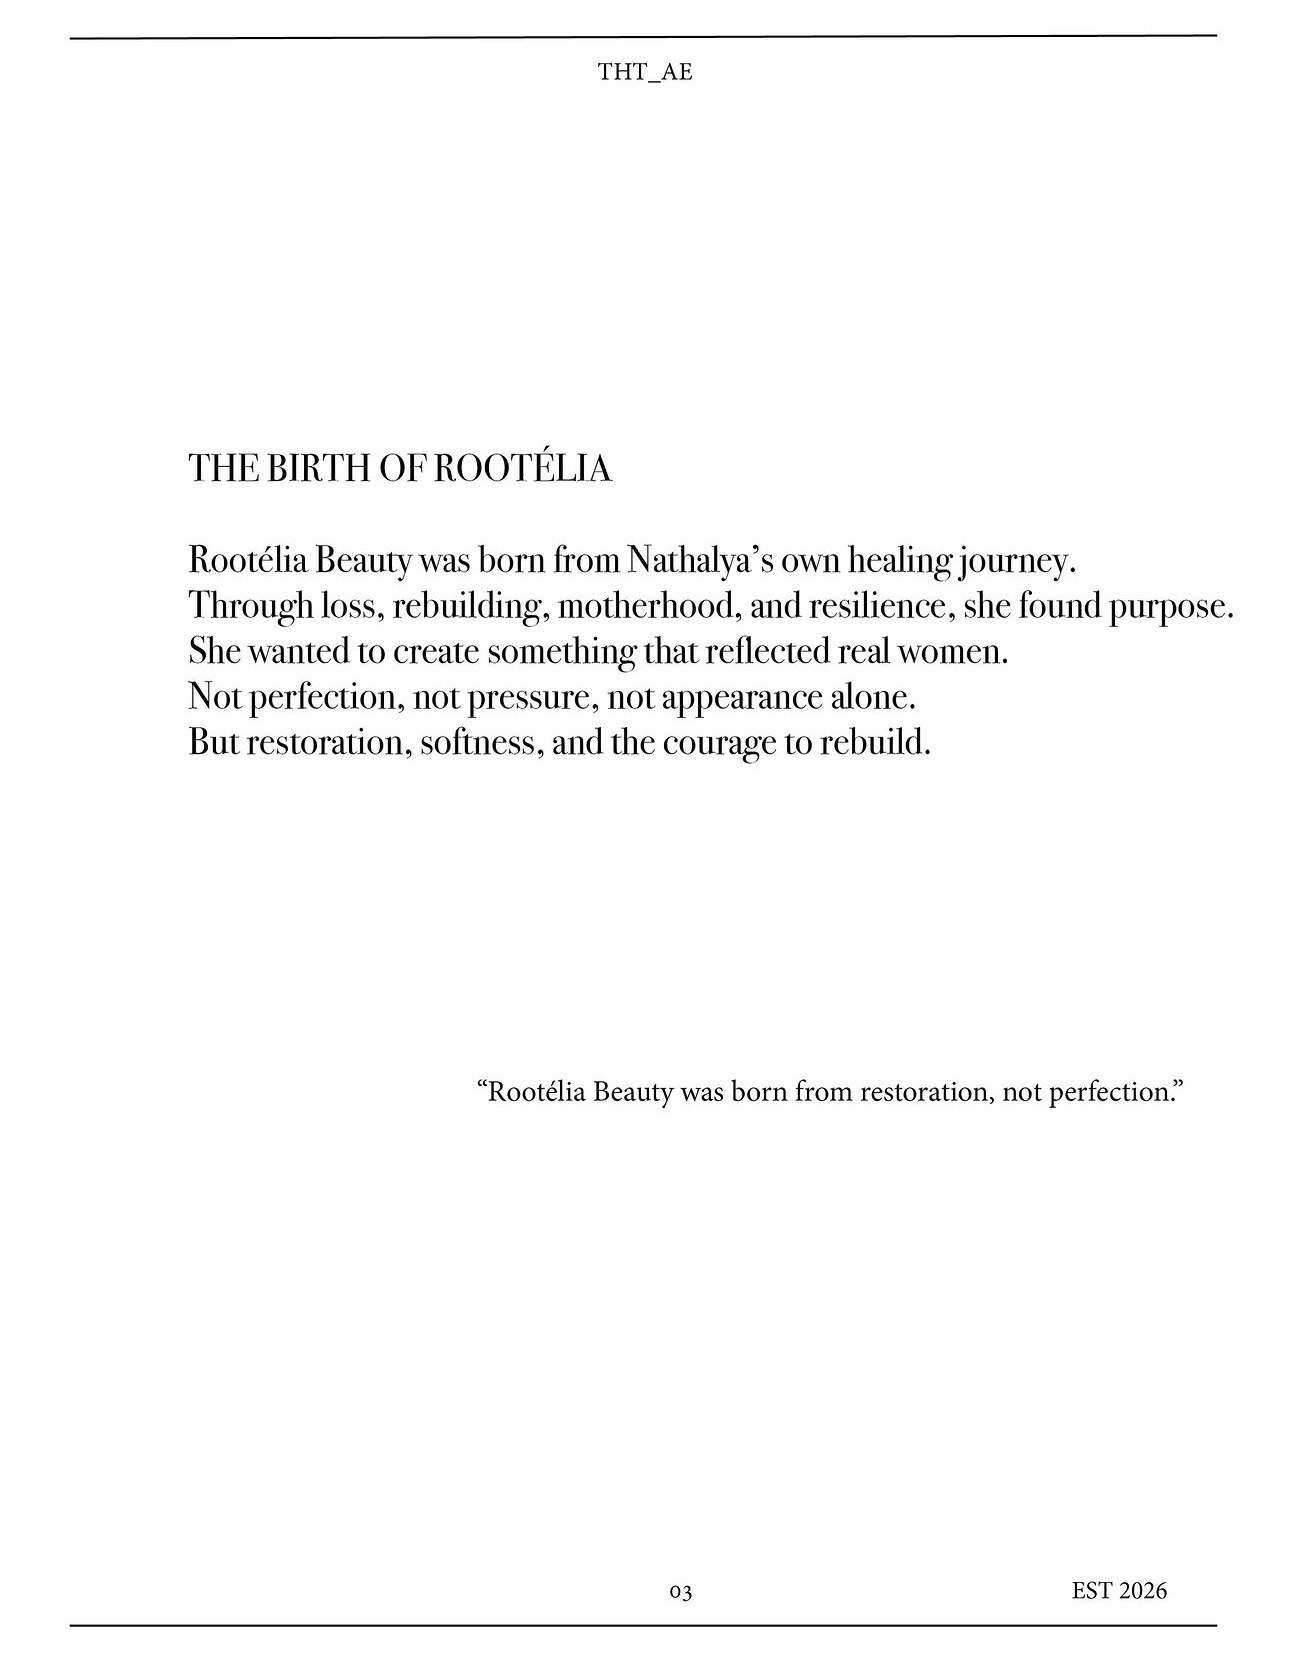 THT_AE
THE BIRTH OF ROOTÉLIA
Rootélia Beauty was born from Nathalya’s own healing journey.
Through loss, rebuilding, motherhood, and resilience, she found purpose.
She wanted to create something that reflected real women.
Not perfection, not pressure, not appearance alone.
But restoration, softness, and the courage to rebuild.
“Rootélia Beauty was born from restoration, not perfection.”
03
EST 2026